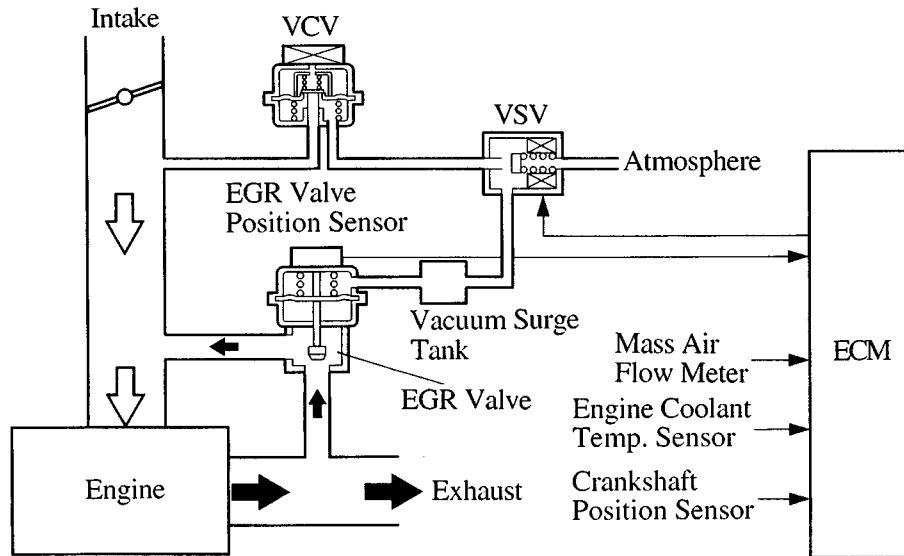 Intake
VCV
VSV
Atmosphere
EGR Valve
Position Sensor
Vacuum Surge
Tank
EGR Valve
Mass Air
Flow Meter
ECM
Engine Coolant
Temp. Sensor
Engine
Exhaust
Crankshaft
Position Sensor